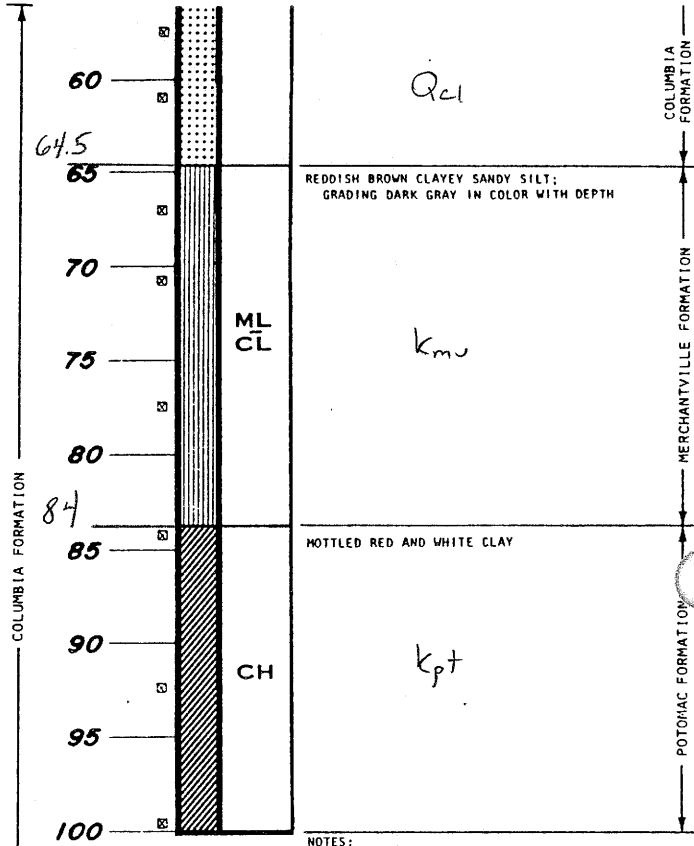 COLUMBIA FORMATION
60
Qcl
COLUMBIA
FORMATION
64.5
65
REDDISH BROWN CLAYEY SANDY SILT;
GRADING DARK GRAY IN COLOR WITH DEPTH
70
ML
CL
Kmv
75
MERCHANTVILLE FORMATION
80
84
85
MOTTLED RED AND WHITE CLAY
90
CH
Kpt
95
POTOMAC FORMATION
100
NOTES: